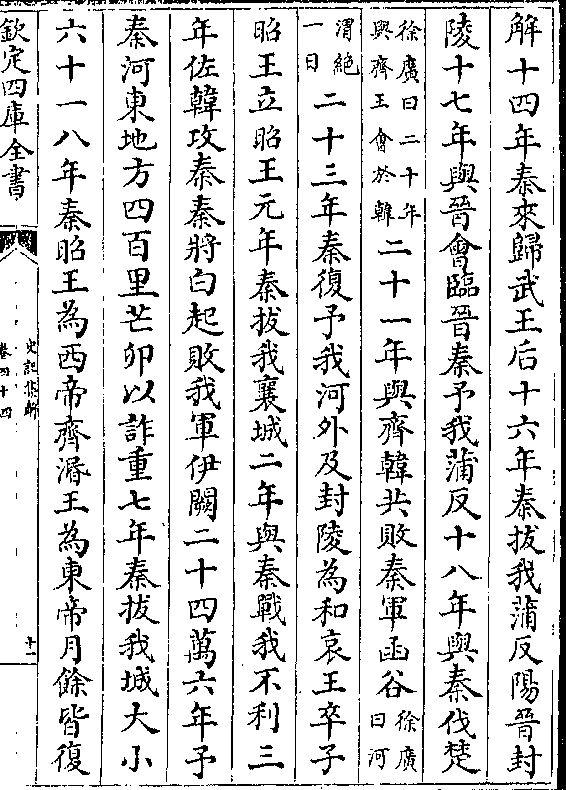 解十四年秦來歸武王后十六年秦拔我蒲反陽晉封
陵十七年與晉會臨晉秦予我蒲反十八年與秦伐楚
徐廣曰二十年
與齊王會於韓
二十一年與齊韓共敗秦軍函谷
徐廣
曰河
渭絶
一日
二十三年秦復予我河外及封陵為和哀王卒子
昭王立昭王元年秦拔我襄城二年與秦戰我不利三
年佐韓攻秦秦將白起敗我軍伊闕二十四萬六年予
秦河東地方四百里芒卯以詐重七年秦拔我城大小
六十一八年秦昭王為西帝齊湣王為東帝月餘皆復
欽定四庫全書
史記集解
卷四十四
十一